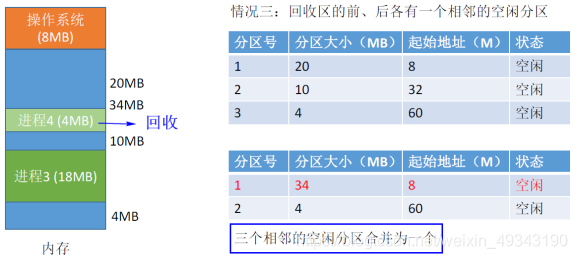 操作系统
(8MB)
20MB
34MB
进程4 (4MB)
回收
10MB
进程3 (18MB)
4MB
内存
情况三：回收区的前、后各有一个相邻的空闲分区
分区号 分区大小（MB） 起始地址（M） 状态
1 20 8 空闲
2 10 32 空闲
3 4 60 空闲
分区号 分区大小（MB） 起始地址（M） 状态
1 34 8 空闲
2 4 60 空闲
三个相邻的空闲分区合并为一个
weixin_49343190